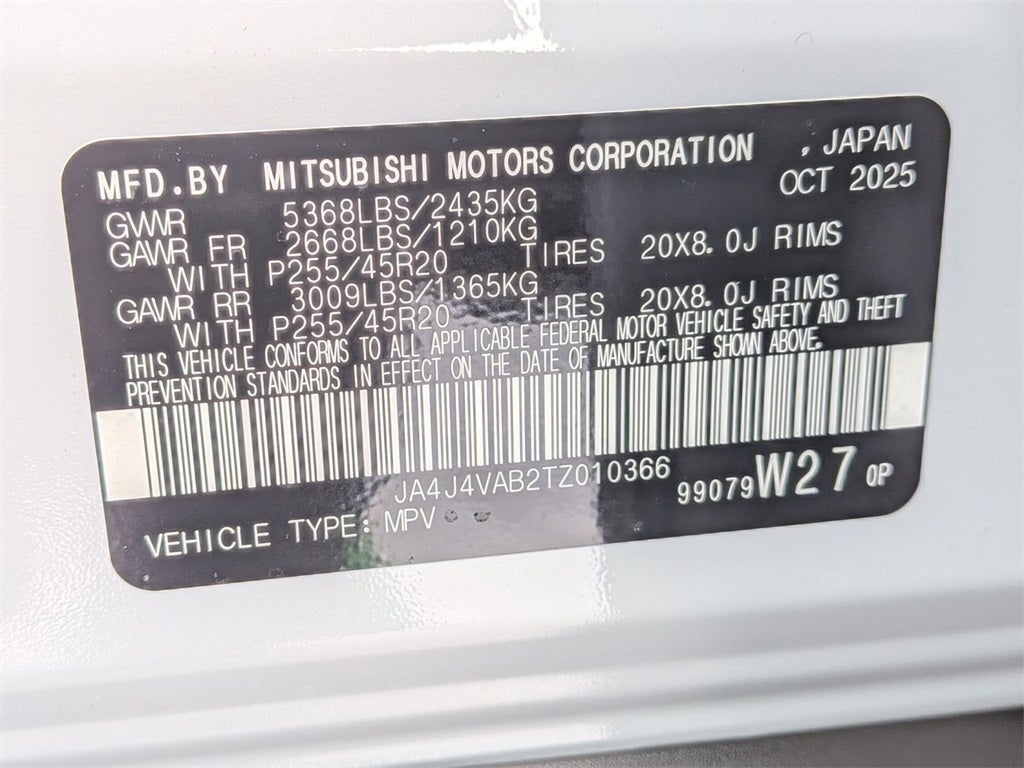 MFD.BY MITSUBISHI MOTORS CORPORATION , JAPAN
OCT 2025
GVWR 5368LBS/2435KG
GAWR FR 2668LBS/1210KG
WITH P255/45R20 TIRES 20X8.0J RIMS
GAWR RR 3009LBS/1365KG
WITH P255/45R20 TIRES 20X8.0J RIMS
THIS VEHICLE CONFORMS TO ALL APPLICABLE FEDERAL MOTOR VEHICLE SAFETY AND THEFT
PREVENTION STANDARDS IN EFFECT ON THE DATE OF MANUFACTURE SHOWN ABOVE.
JA4J4VAB2TZ010366
99079 W27 0P
VEHICLE TYPE: MPV